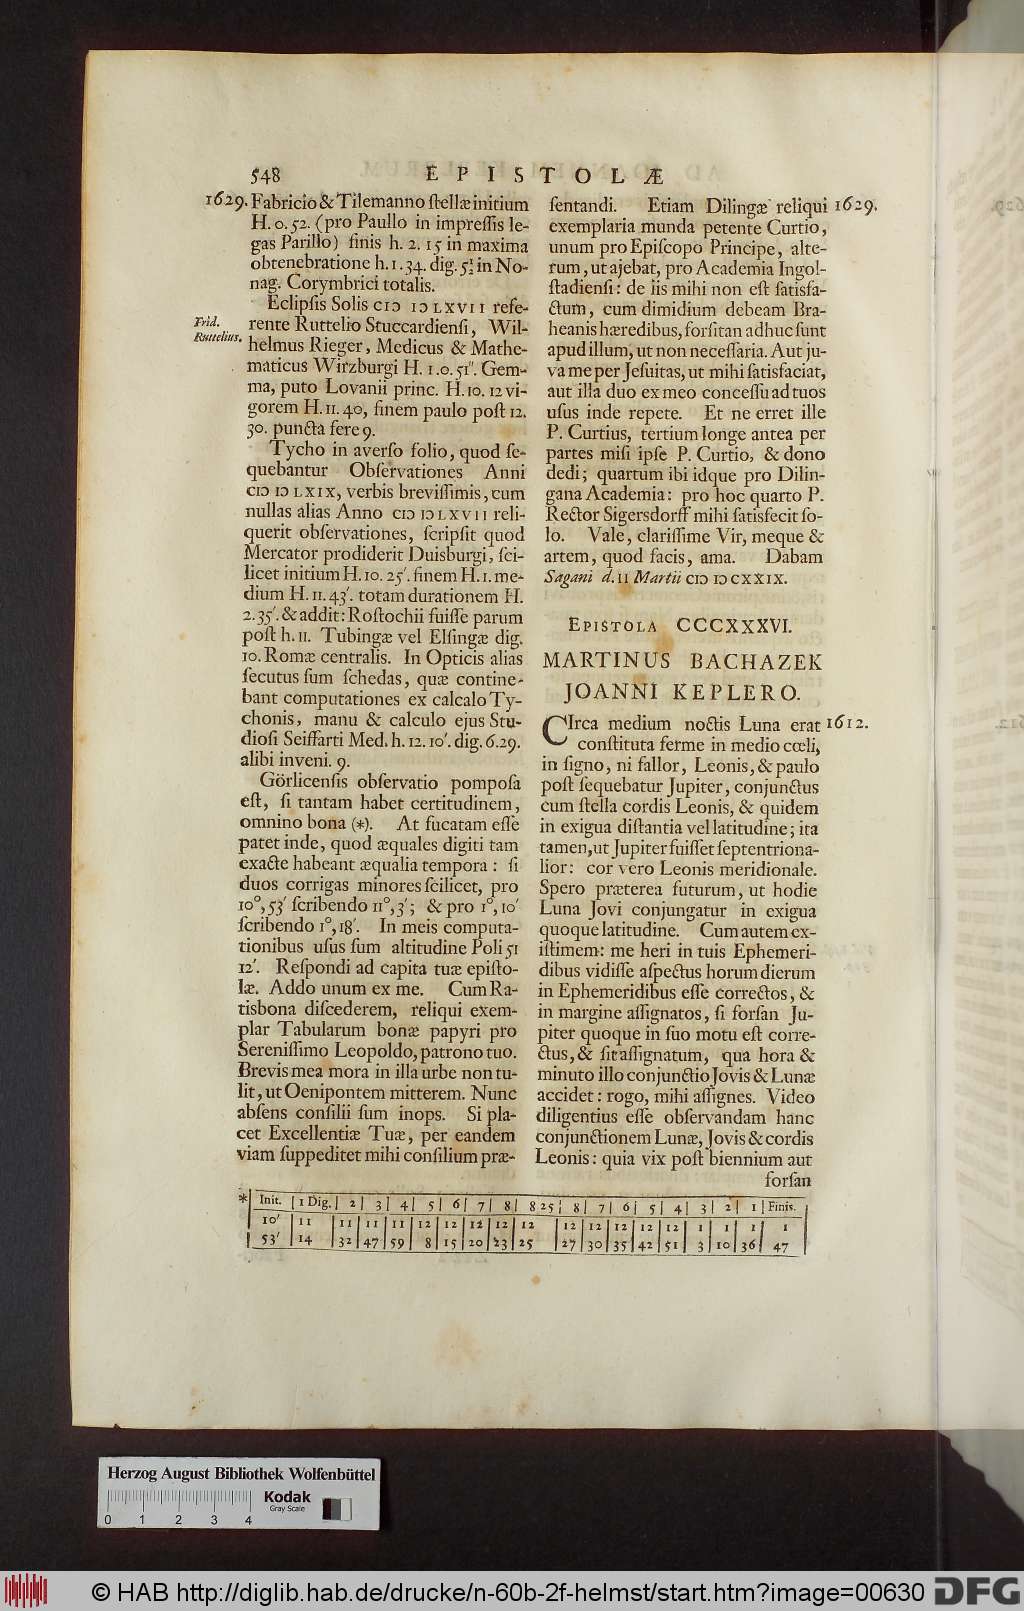 548 EPISTOLÆ
1629. Fabricio & Tilemanno ſtellæ initium
H. 0. 52. (pro Paullo in impreſſis le-
gas Parillo) finis h. 2. 15 in maxima
obtenebratione h. 1. 34. dig. 5½ in No-
nag. Corymbrici totalis.
Eclipſis Solis CIƆ IƆ LXVII refe-
Frid.
Ruttelius.
rente Ruttelio Stuccardienſi, Wil-
helmus Rieger, Medicus & Mathe-
maticus Wirzburgi H. 1. 0. 51''. Gem-
ma, puto Lovanii princ. H. 10. 12 vi-
gorem H. 11. 40, finem paulo poſt 12.
30. puncta fere 9.
Tycho in averſo folio, quod ſe-
quebantur Obſervationes Anni
CIƆ IƆ LXIX, verbis breviſſimis, cum
nullas alias Anno CIƆ IƆ LXVII reli-
querit obſervationes, ſcripſit quod
Mercator prodiderit Duisburgi, ſci-
licet initium H. 10. 25'. finem H. 1. me-
dium H. 11. 43'. totam durationem H.
2. 35'. & addit: Roſtochii fuiſſe parum
poſt h. 11. Tubingæ vel Elſingæ dig.
10. Romæ centralis. In Opticis alias
ſecutus ſum ſchedas, quæ contine-
bant computationes ex calcalo Ty-
chonis, manu & calculo ejus Stu-
dioſi Seiffarti Med. h. 12. 10'. dig. 6. 29.
alibi inveni. 9.
Görlicenſis obſervatio pompoſa
eſt, ſi tantam habet certitudinem,
omnino bona (*). At fucatam eſſe
patet inde, quod æquales digiti tam
exacte habeant æqualia tempora: ſi
duos corrigas minores ſcilicet, pro
10°, 53' ſcribendo 11°, 3'; & pro 1°, 10'
ſcribendo 1°, 18'. In meis computa-
tionibus uſus ſum altitudine Poli 51
12'. Reſpondi ad capita tuæ epiſto-
læ. Addo unum ex me. Cum Ra-
tisbona diſcederem, reliqui exem-
plar Tabularum bonæ papyri pro
Sereniſſimo Leopoldo, patrono tuo.
Brevis mea mora in illa urbe non tu-
lit, ut Oenipontem mitterem. Nunc
abſens conſilii ſum inops. Si pla-
cet Excellentiæ Tuæ, per eandem
viam ſuppeditet mihi conſilium præ-
ſentandi. Etiam Dilingæ reliqui 1629.
exemplaria munda petente Curtio,
unum pro Epiſcopo Principe, alte-
rum, ut ajebat, pro Academia Ingol-
ſtadienſi: de iis mihi non eſt ſatisfa-
ctum, cum dimidium debeam Bra-
heanis hæredibus, forſitan adhuc ſunt
apud illum, ut non neceſſaria. Aut ju-
va me per Jeſuitas, ut mihi ſatisfaciat,
aut illa duo ex meo conceſſu ad tuos
uſus inde repete. Et ne erret ille
P. Curtius, tertium longe antea per
partes miſi ipſe P. Curtio, & dono
dedi; quartum ibi idque pro Dilin-
gana Academia: pro hoc quarto P.
Rector Sigersdorff mihi ſatisfecit ſo-
lo. Vale, clariſſime Vir, meque &
artem, quod facis, ama. Dabam
Sagani d. 11 Martii CIƆ IƆ CXXIX.
EPISTOLA CCCXXXVI.
MARTINUS BACHAZEK
JOANNI KEPLERO.
CIrca medium noctis Luna erat 1612.
conſtituta ferme in medio cœli,
in ſigno, ni fallor, Leonis, & paulo
poſt ſequebatur Jupiter, conjunctus
cum ſtella cordis Leonis, & quidem
in exigua diſtantia vel latitudine; ita
tamen, ut Jupiter fuiſſet ſeptentriona-
lior: cor vero Leonis meridionale.
Spero præterea futurum, ut hodie
Luna Jovi conjungatur in exigua
quoque latitudine. Cum autem ex-
iſtimem: me heri in tuis Ephemeri-
dibus vidiſſe aſpectus horum dierum
in Ephemeridibus eſſe correctos, &
in margine aſſignatos, ſi forſan Ju-
piter quoque in ſuo motu eſt corre-
ctus, & ſit aſſignatum, qua hora &
minuto illo conjunctio Jovis & Lunæ
accidet: rogo, mihi aſſignes. Video
diligentius eſſe obſervandam hanc
conjunctionem Lunæ, Jovis & cordis
Leonis: quia vix poſt biennium aut
forſan
* Init. | 1 Dig. | 2 | 3 | 4 | 5 | 6 | 7 | 8 | 8 25 | 8 | 7 | 6 | 5 | 4 | 3 | 2 | 1 | Finis.
10' | 11 | 11 | 11 | 11 | 12 | 12 | 12 | 12 | 12 | 12 | 12 | 12 | 12 | 12 | 1 | 1 | 1 | 1
53' | 14 | 32 | 47 | 59 | 8 | 15 | 20 | 23 | 25 | 27 | 30 | 35 | 42 | 51 | 3 | 10 | 36 | 47
Herzog August Bibliothek Wolfenbüttel
Kodak
Gray Scale
0 1 2 3 4
© HAB http://diglib.hab.de/drucke/n-60b-2f-helmst/start.htm?image=00630 DFG